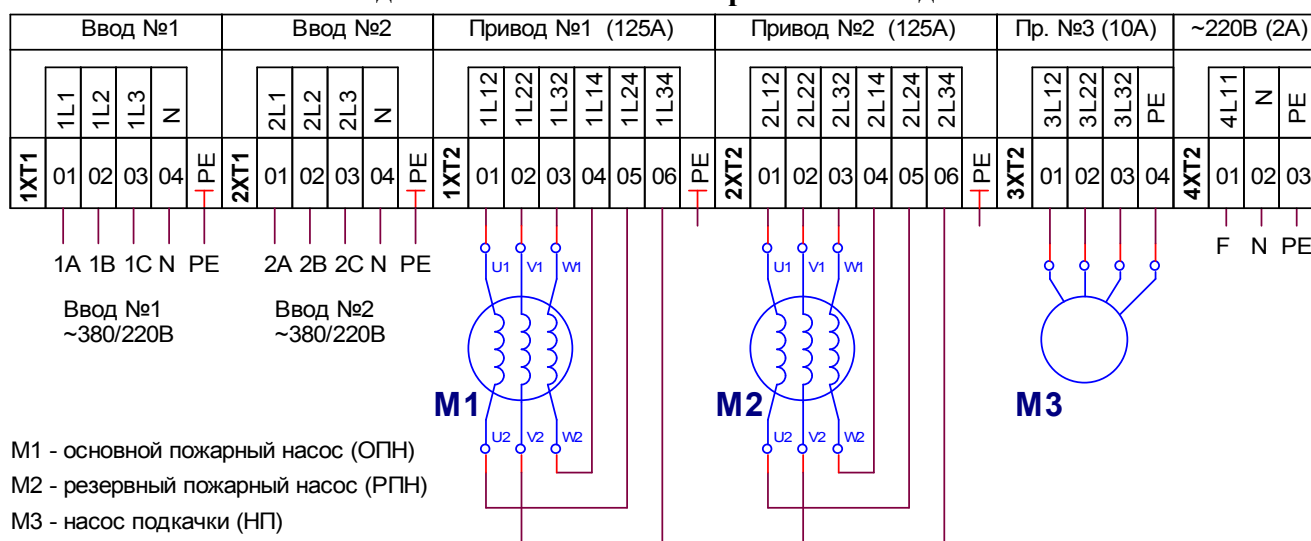 Ввод №1 Ввод №2 Привод №1 (125А) Привод №2 (125А) Пр. №3 (10А) ~220В (2А)
1L1 1L2 1L3 N 2L1 2L2 2L3 N 1L12 1L22 1L32 1L14 1L24 1L34 2L12 2L22 2L32 2L14 2L24 2L34 3L12 3L22 3L32 PE 4L11 N PE
1XT1 01 02 03 04 PE 2XT1 01 02 03 04 PE 1XT2 01 02 03 04 05 06 PE 2XT2 01 02 03 04 05 06 PE 3XT2 01 02 03 04 4XT2 01 02 03
1A 1B 1C N PE 2A 2B 2C N PE F N PE
U1 V1 W1 U1 V1 W1
Ввод №1 Ввод №2
~380/220В ~380/220В
М1 М2 М3
U2 V2 W2 U2 V2 W2
М1 - основной пожарный насос (ОПН)
М2 - резервный пожарный насос (РПН)
М3 - насос подкачки (НП)